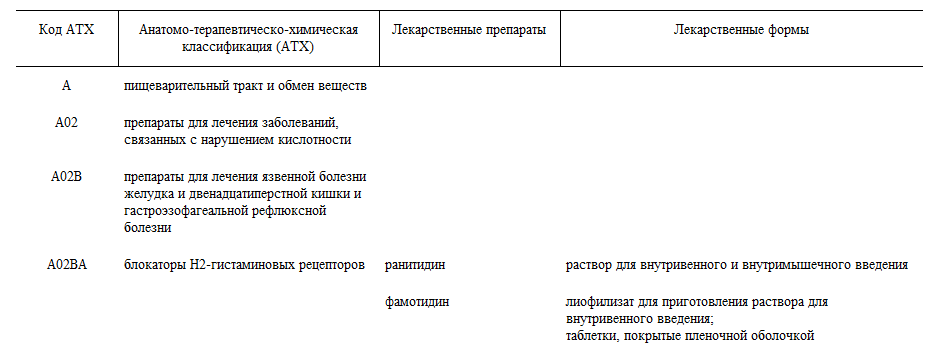 Код АТХ
Анатомо-терапевтическо-химическая
классификация (АТХ)
Лекарственные препараты
Лекарственные формы
A
пищеварительный тракт и обмен веществ
A02
препараты для лечения заболеваний,
связанных с нарушением кислотности
A02B
препараты для лечения язвенной болезни
желудка и двенадцатиперстной кишки и
гастроэзофагеальной рефлюксной
болезни
A02BA
блокаторы H2-гистаминовых рецепторов
ранитидин
раствор для внутривенного и внутримышечного введения
фамотидин
лиофилизат для приготовления раствора для
внутривенного введения;
таблетки, покрытые пленочной оболочкой